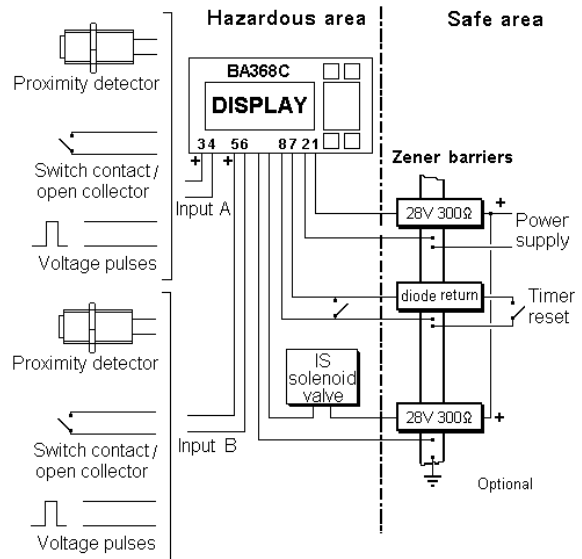 Hazardous area
Safe area
Proximity detector
Switch contact /
open collector
Voltage pulses
Input A
BA368C
DISPLAY
+ 3 4 + 5 6 8 7 2 1
Zener barriers
28V 300Ω
+
Power
supply
diode return
Timer
reset
IS
solenoid
valve
28V 300Ω
+
Optional
Proximity detector
Switch contact /
open collector
Voltage pulses
Input B